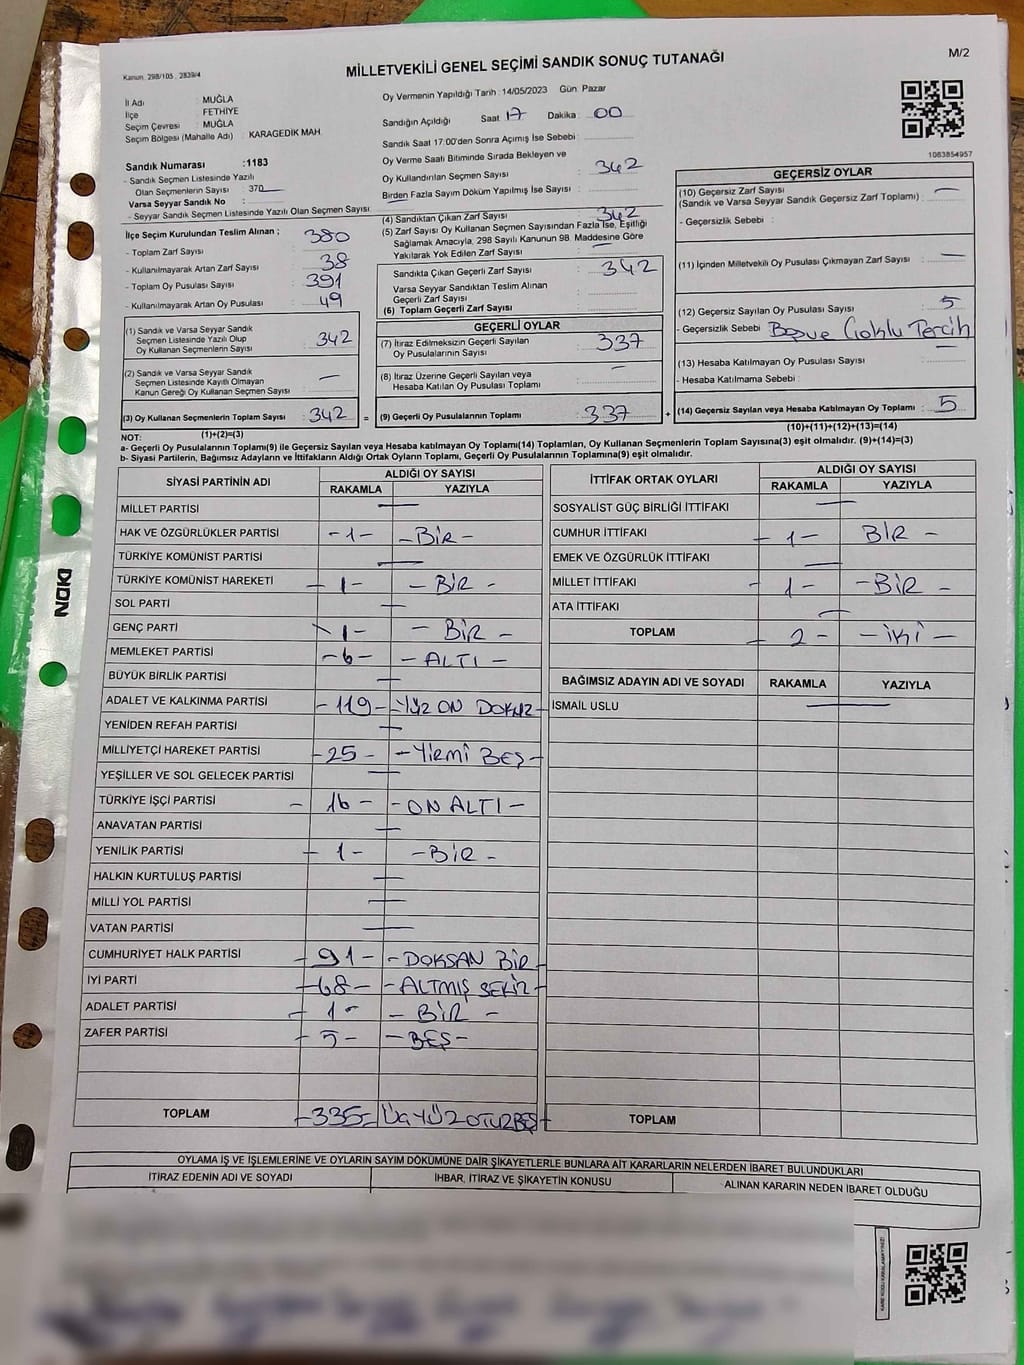 Kanun. 298/105 , 2839/4
M/2
MİLLETVEKİLİ GENEL SEÇİMİ SANDIK SONUÇ TUTANAĞI
İl Adı : MUĞLA
İlçe : FETHİYE
Seçim Çevresi : MUĞLA
Seçim Bölgesi (Mahalle Adı) : KARAGEDİK MAH.
Sandık Numarası :1183
- Sandık Seçmen Listesinde Yazılı
Olan Seçmenlerin Sayısı : 370
Varsa Seyyar Sandık No :
- Seyyar Sandık Seçmen Listesinde Yazılı Olan Seçmen Sayısı
İlçe Seçim Kurulundan Teslim Alınan ;
- Toplam Zarf Sayısı : 380
- Kullanılmayarak Artan Zarf Sayısı : 38
- Toplam Oy Pusulası Sayısı : 391
- Kullanılmayarak Artan Oy Pusulası : 49
(1) Sandık ve Varsa Seyyar Sandık
Seçmen Listesinde Yazılı Olup
Oy Kullanan Seçmenlerin Sayısı : 342
(2) Sandık ve Varsa Seyyar Sandık
Seçmen Listesinde Kayıtlı Olmayan
Kanun Gereği Oy Kullanan Seçmen Sayısı : —
(3) Oy Kullanan Seçmenlerin Toplam Sayısı : 342 =
(1)+(2)=(3)
Oy Vermenin Yapıldığı Tarih : 14/05/2023 Gün : Pazar
Sandığın Açıldığı Saat : 17 Dakika : 00
Sandık Saat 17:00'den Sonra Açımış İse Sebebi :
Oy Verme Saati Bitiminde Sırada Bekleyen ve
Oy Kullandırılan Seçmen Sayısı : 342
Birden Fazla Sayım Döküm Yapılmış İse Sayısı :
(4) Sandıktan Çıkan Zarf Sayısı : 342
(5) Zarf Sayısı Oy Kullanan Seçmen Sayısından Fazla İse, Eşitliği
Sağlamak Amacıyla, 298 Sayılı Kanunun 98. Maddesine Göre
Yakılarak Yok Edilen Zarf Sayısı : —
Sandıkta Çıkan Geçerli Zarf Sayısı : 342
Varsa Seyyar Sandıktan Teslim Alınan
Geçerli Zarf Sayısı :
(6) Toplam Geçerli Zarf Sayısı :
GEÇERLİ OYLAR
(7) İtiraz Edilmeksizin Geçerli Sayılan
Oy Pusulalarının Sayısı : 337
(8) İtiraz Üzerine Geçerli Sayılan veya
Hesaba Katılan Oy Pusulası Toplamı : —
(9) Geçerli Oy Pusulalarının Toplamı : 337 +
1083854957
GEÇERSİZ OYLAR
(10) Geçersiz Zarf Sayısı : —
(Sandık ve Varsa Seyyar Sandık Geçersiz Zarf Toplamı)
- Geçersizlik Sebebi :
(11) İçinden Milletvekili Oy Pusulası Çıkmayan Zarf Sayısı : —
(12) Geçersiz Sayılan Oy Pusulası Sayısı : 5
- Geçersizlik Sebebi :
(13) Hesaba Katılmayan Oy Pusulası Sayısı : —
- Hesaba Katılmama Sebebi :
(14) Geçersiz Sayılan veya Hesaba Katılmayan Oy Toplamı : 5
(10)+(11)+(12)+(13)=(14)
NOT:
a- Geçerli Oy Pusulalarının Toplamı(9) ile Geçersiz Sayılan veya Hesaba katılmayan Oy Toplamı(14) Toplamları, Oy Kullanan Seçmenlerin Toplam Sayısına(3) eşit olmalıdır. (9)+(14)=(3)
b- Siyasi Partilerin, Bağımsız Adayların ve İttifakların Aldığı Ortak Oyların Toplamı, Geçerli Oy Pusulalarının Toplamına(9) eşit olmalıdır.
SİYASİ PARTİNİN ADI ALDIĞI OY SAYISI
RAKAMLA YAZIYLA
MİLLET PARTİSİ —
HAK VE ÖZGÜRLÜKLER PARTİSİ -1- -BİR-
TÜRKİYE KOMÜNİST PARTİSİ —
TÜRKİYE KOMÜNİST HAREKETİ -1- -BİR-
SOL PARTİ —
GENÇ PARTİ -1- -BİR-
MEMLEKET PARTİSİ -6- -ALTI-
BÜYÜK BİRLİK PARTİSİ —
ADALET VE KALKINMA PARTİSİ -119- -YÜZ ON DOKUZ-
YENİDEN REFAH PARTİSİ —
MİLLİYETÇİ HAREKET PARTİSİ -25- -YİRMİ BEŞ-
YEŞİLLER VE SOL GELECEK PARTİSİ —
TÜRKİYE İŞÇİ PARTİSİ -16- -ON ALTI-
ANAVATAN PARTİSİ —
YENİLİK PARTİSİ -1- -BİR-
HALKIN KURTULUŞ PARTİSİ —
MİLLİ YOL PARTİSİ —
VATAN PARTİSİ —
CUMHURİYET HALK PARTİSİ -91- -DOKSAN BİR-
İYİ PARTİ -68- -ALTMIŞ SEKİZ-
ADALET PARTİSİ -1- -BİR-
ZAFER PARTİSİ -5- -BEŞ-
TOPLAM -335- ÜÇYÜZOTUZBEŞ-
İTTİFAK ORTAK OYLARI ALDIĞI OY SAYISI
RAKAMLA YAZIYLA
SOSYALİST GÜÇ BİRLİĞİ İTTİFAKI —
CUMHUR İTTİFAKI -1- BİR-
EMEK VE ÖZGÜRLÜK İTTİFAKI —
MİLLET İTTİFAKI -1- -BİR-
ATA İTTİFAKI —
TOPLAM -2- -İKİ-
BAĞIMSIZ ADAYIN ADI VE SOYADI RAKAMLA YAZIYLA
İSMAİL USLU —
TOPLAM
OYLAMA İŞ VE İŞLEMLERİNE VE OYLARIN SAYIM DÖKÜMÜNE DAİR ŞİKAYETLERLE BUNLARA AİT KARARLARIN NELERDEN İBARET BULUNDUKLARI
İTİRAZ EDENİN ADI VE SOYADI İHBAR, İTİRAZ VE ŞİKAYETİN KONUSU ALINAN KARARIN NEDEN İBARET OLDUĞU